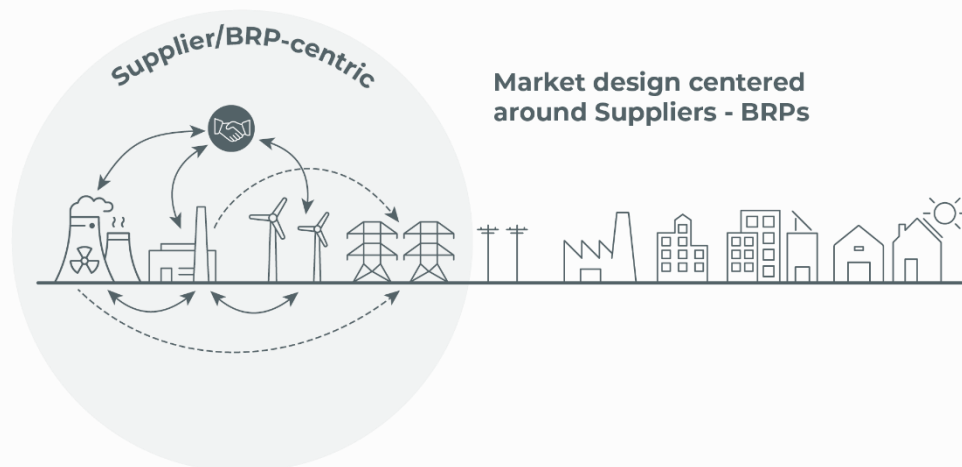 Supplier/BRP-centric
Market design centered
around Suppliers - BRPs